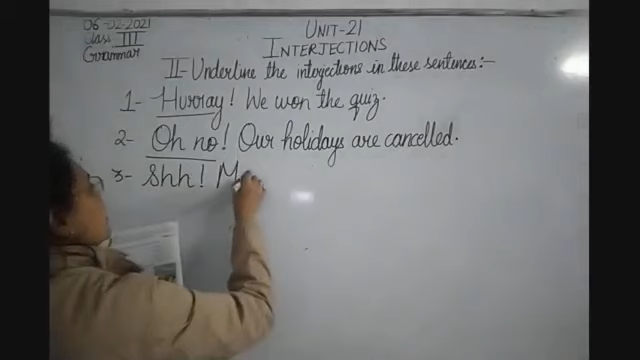 06-02-2021
Class III
Grammar
UNIT-21
INTERJECTIONS
II- Underline the interjections in these sentences:-
1- Hurray! We won the quiz.
2- Oh no! Our holidays are cancelled.
3- Shh! M